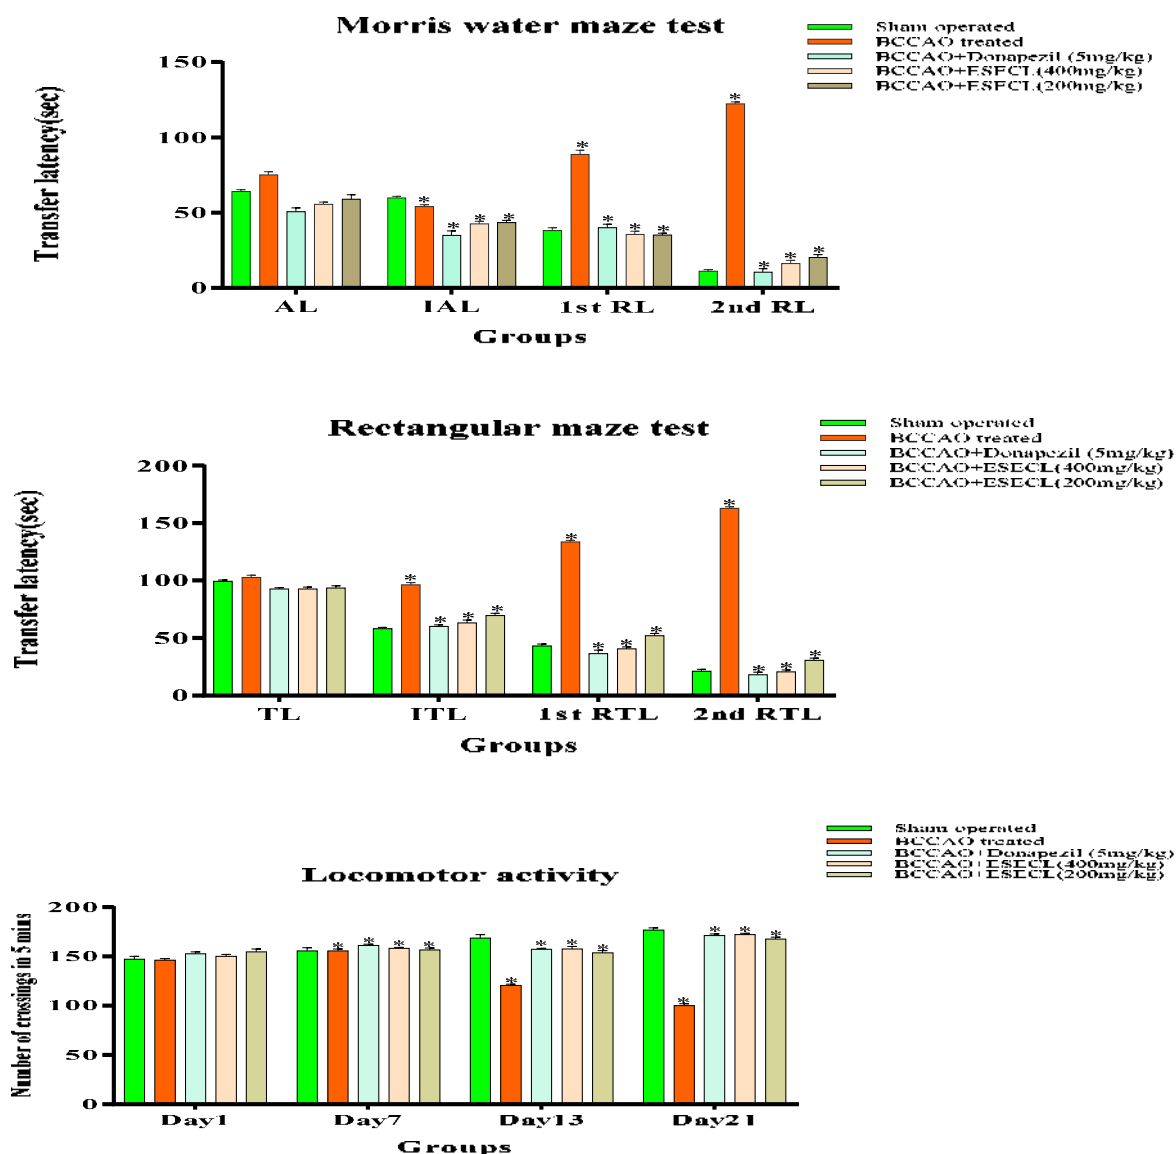 Morris water maze test
Sham operated
BCCAO treated
BCCAO+Donapezil (5mg/kg)
BCCAO+ESECL(400mg/kg)
BCCAO+ESECL(200mg/kg)
Transfer latency(sec)
150
100
50
0
* * * * * * * * * * * *
AL IAL 1st RL 2nd RL
Groups
Rectangular maze test
Sham operated
BCCAO treated
BCCAO+Donapezil (5mg/kg)
BCCAO+ESECL(400mg/kg)
BCCAO+ESECL(200mg/kg)
Transfer latency(sec)
200
150
100
50
0
* * * * * * * * * * * *
TL ITL 1st RTL 2nd RTL
Groups
Locomotor activity
Sham operated
BCCAO treated
BCCAO+Donapezil (5mg/kg)
BCCAO+ESECL(400mg/kg)
BCCAO+ESECL(200mg/kg)
Number of crossings in 5 mins
200
150
100
50
0
* * * * * * * * * * * *
Day1 Day7 Day13 Day21
Groups